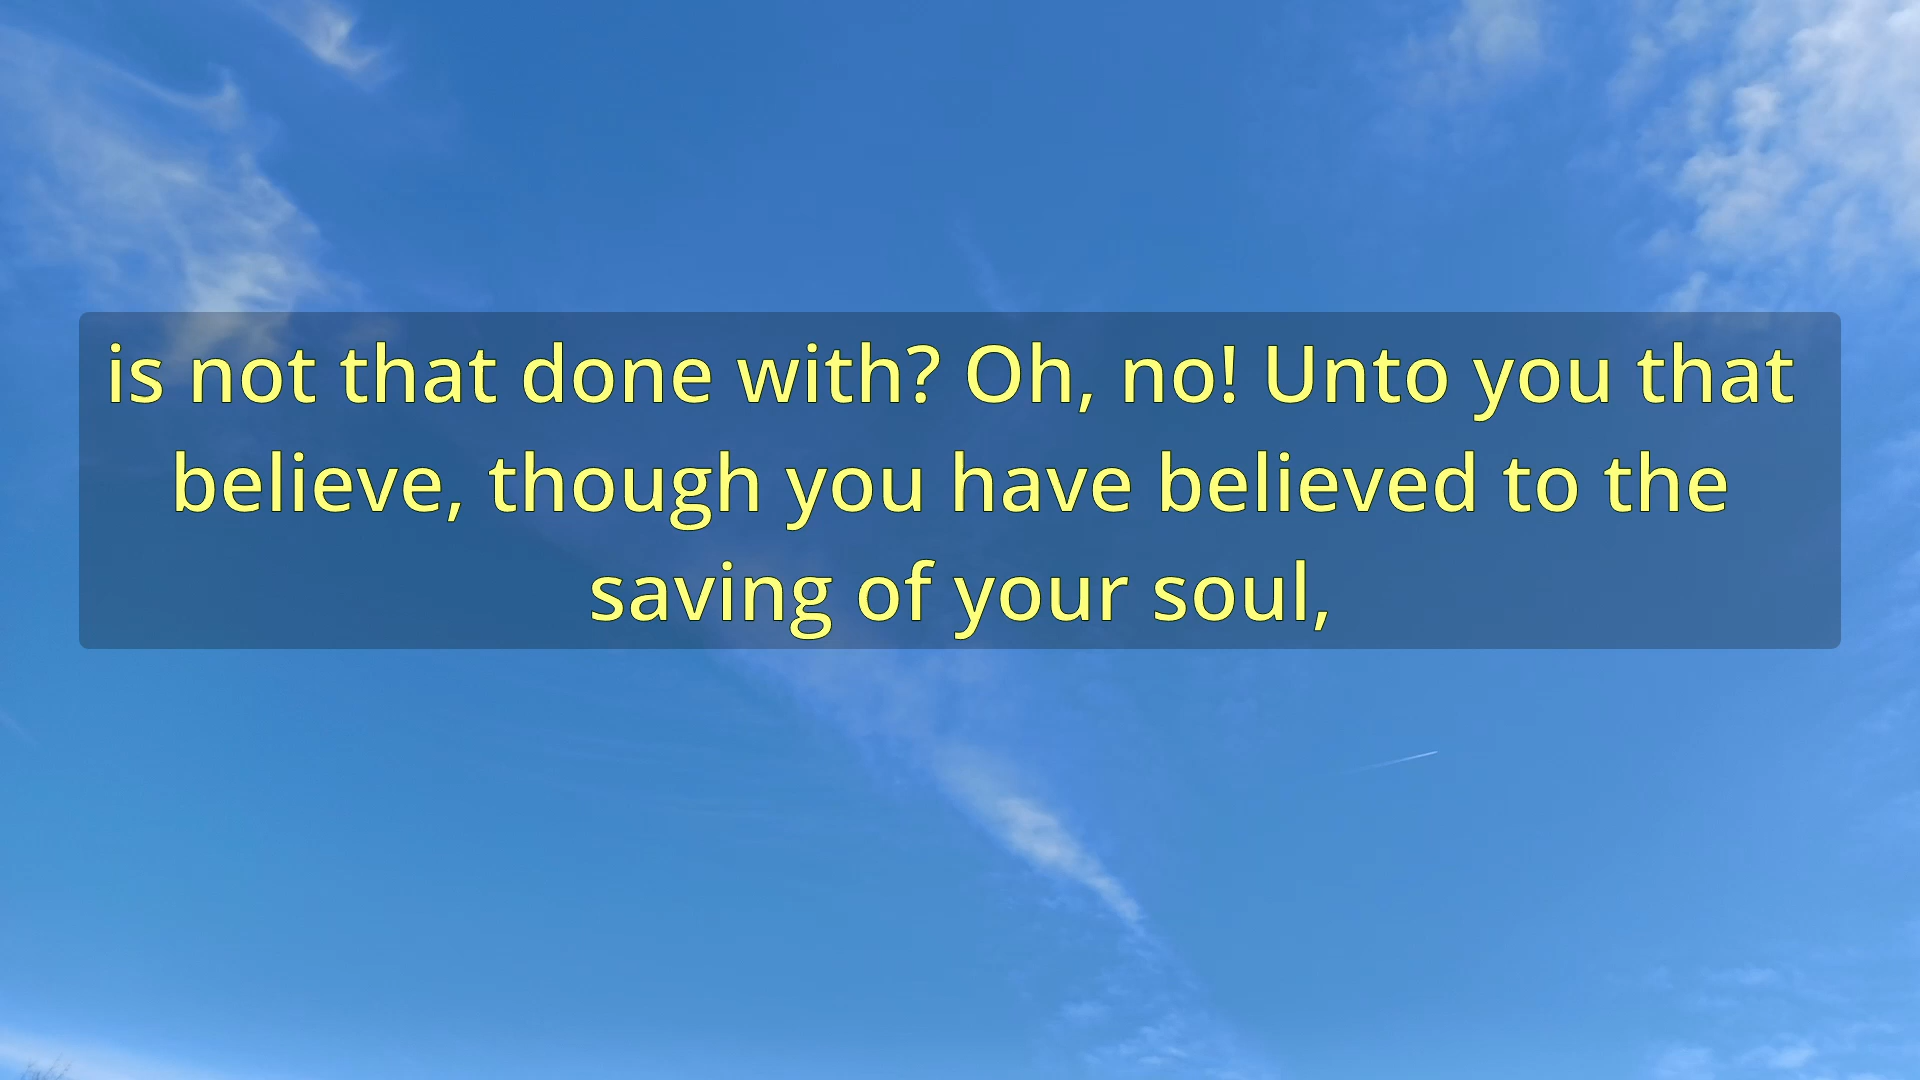 is not that done with? Oh, no! Unto you that
believe, though you have believed to the
saving of your soul,